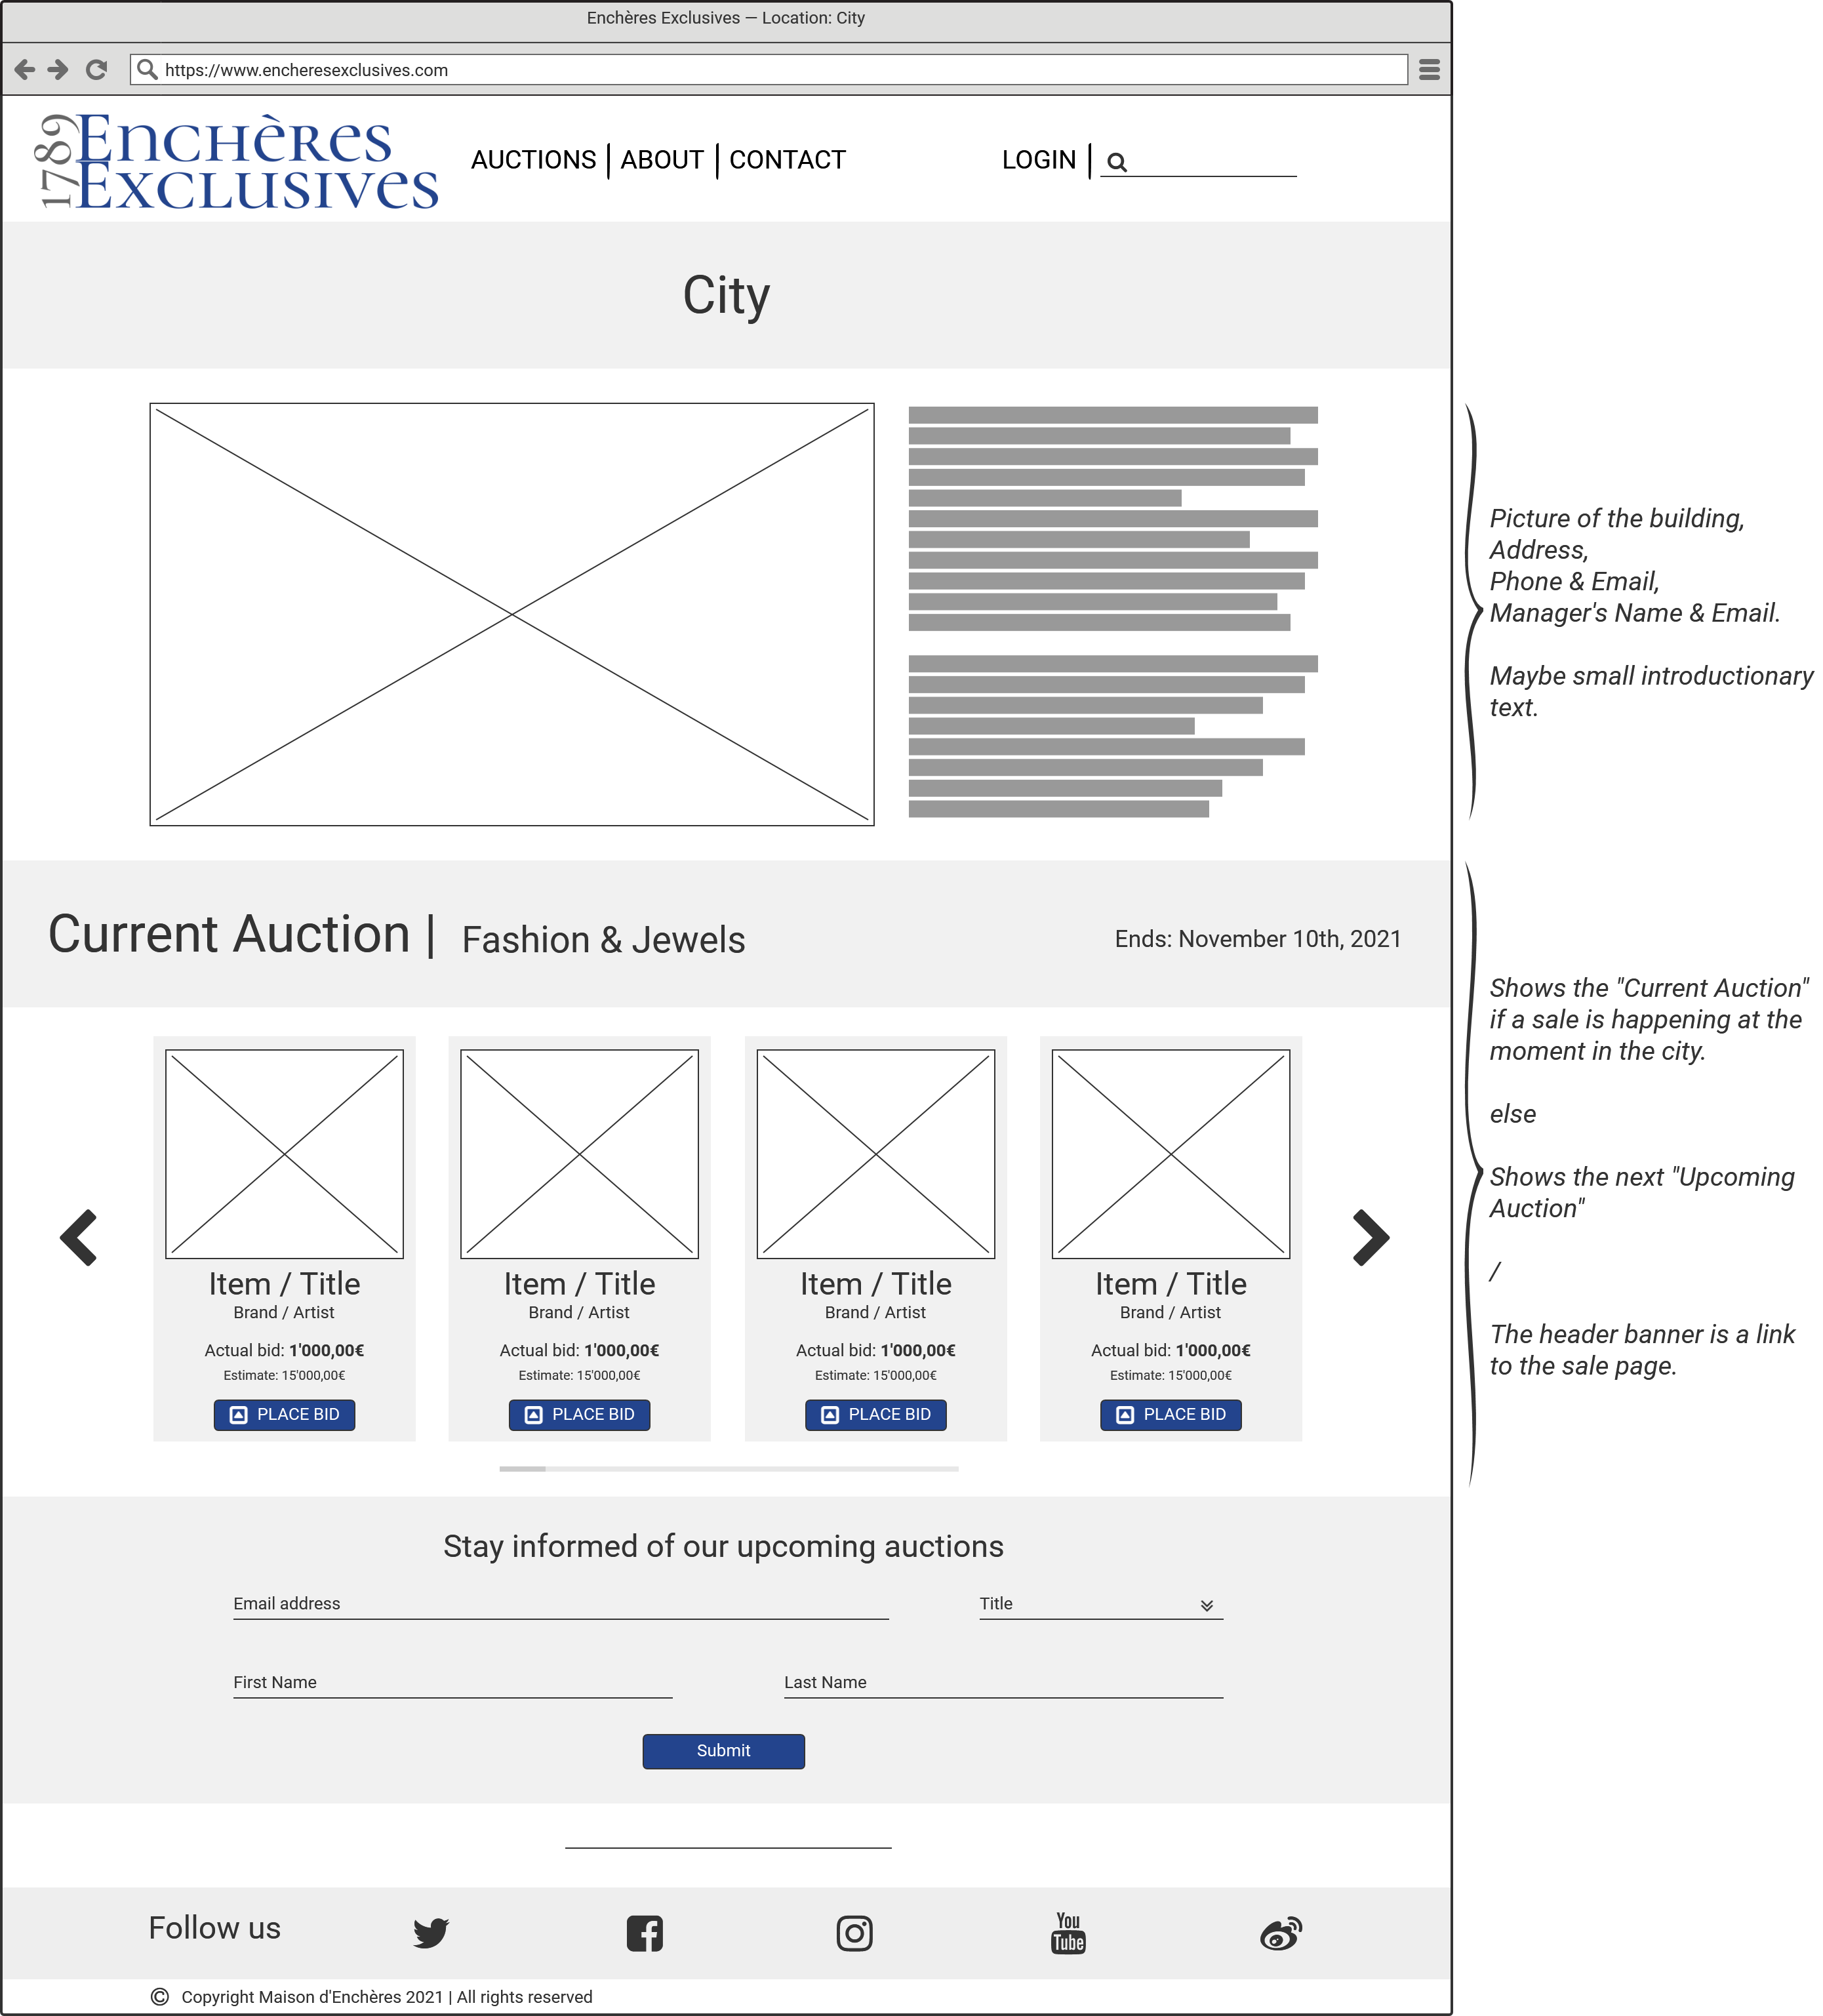 Enchères Exclusives — Location: City
https://www.encheresexclusives.com
1789
Enchères
Exclusives
AUCTIONS | ABOUT | CONTACT
LOGIN |
City
Picture of the building,
Address,
Phone & Email,
Manager's Name & Email.
Maybe small introductionary
text.
Current Auction | Fashion & Jewels
Ends: November 10th, 2021
Shows the "Current Auction"
if a sale is happening at the
moment in the city.
else
Shows the next "Upcoming
Auction"
/
The header banner is a link
to the sale page.
Item / Title
Brand / Artist
Actual bid: 1'000,00€
Estimate: 15'000,00€
PLACE BID
Item / Title
Brand / Artist
Actual bid: 1'000,00€
Estimate: 15'000,00€
PLACE BID
Item / Title
Brand / Artist
Actual bid: 1'000,00€
Estimate: 15'000,00€
PLACE BID
Item / Title
Brand / Artist
Actual bid: 1'000,00€
Estimate: 15'000,00€
PLACE BID
Stay informed of our upcoming auctions
Email address
Title
First Name
Last Name
Submit
Follow us
You
Tube
© Copyright Maison d'Enchères 2021 | All rights reserved